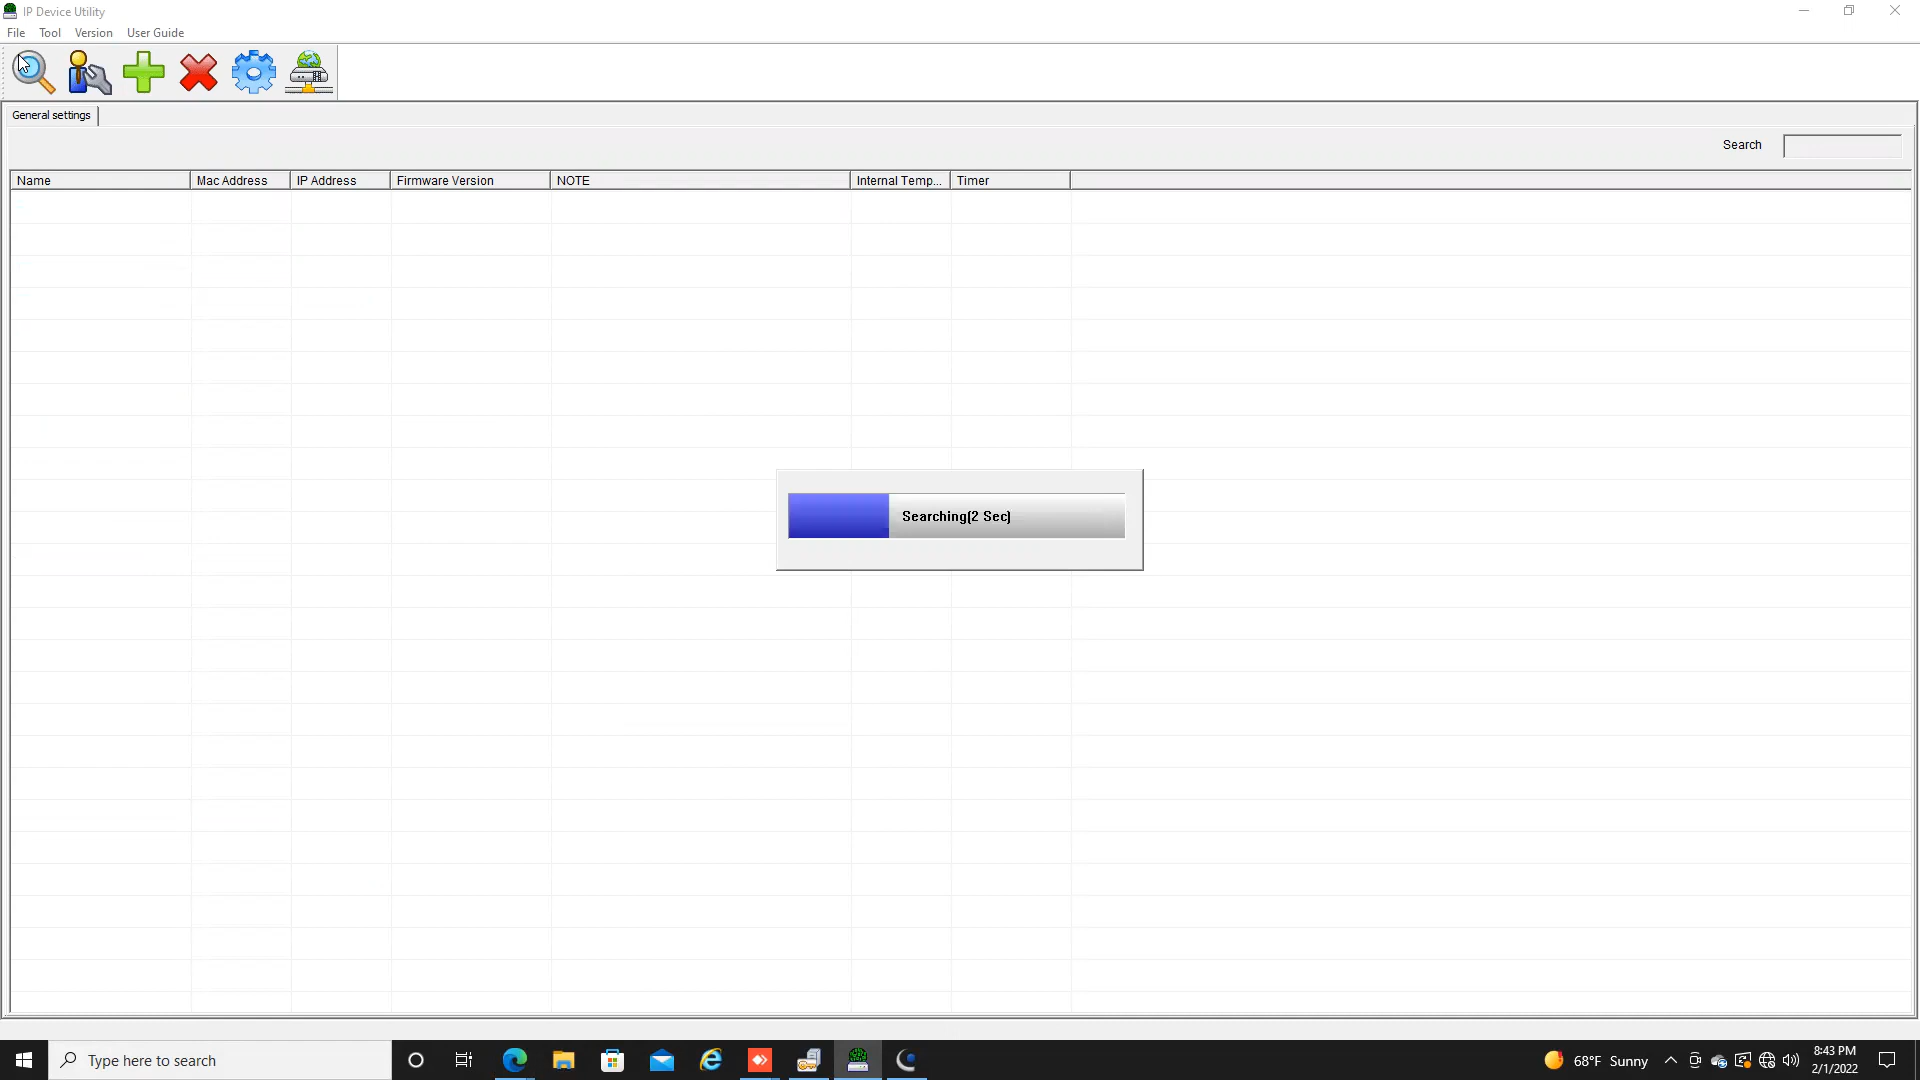 IP Device Utility
File Tool Version User Guide
General settings
Search
Name Mac Address IP Address Firmware Version NOTE Internal Temp... Timer
Searching(2 Sec)
Type here to search
68°F Sunny
8:43 PM
2/1/2022